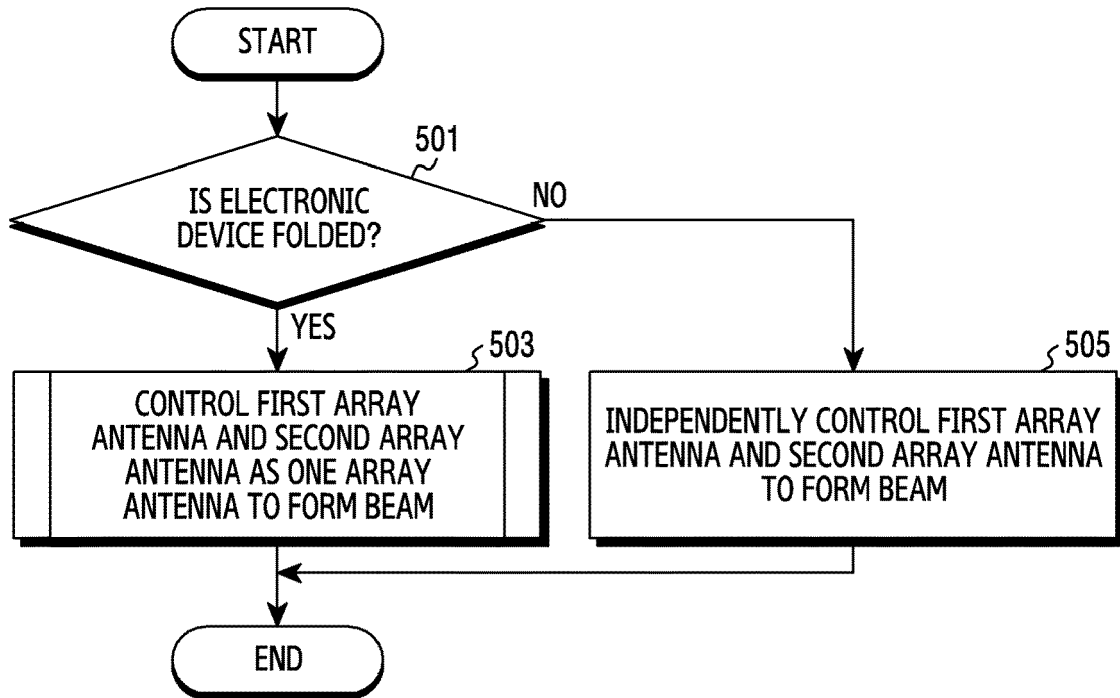 START
501
IS ELECTRONIC
DEVICE FOLDED?
NO
YES
503
CONTROL FIRST ARRAY
ANTENNA AND SECOND ARRAY
ANTENNA AS ONE ARRAY
ANTENNA TO FORM BEAM
505
INDEPENDENTLY CONTROL FIRST ARRAY
ANTENNA AND SECOND ARRAY ANTENNA
TO FORM BEAM
END